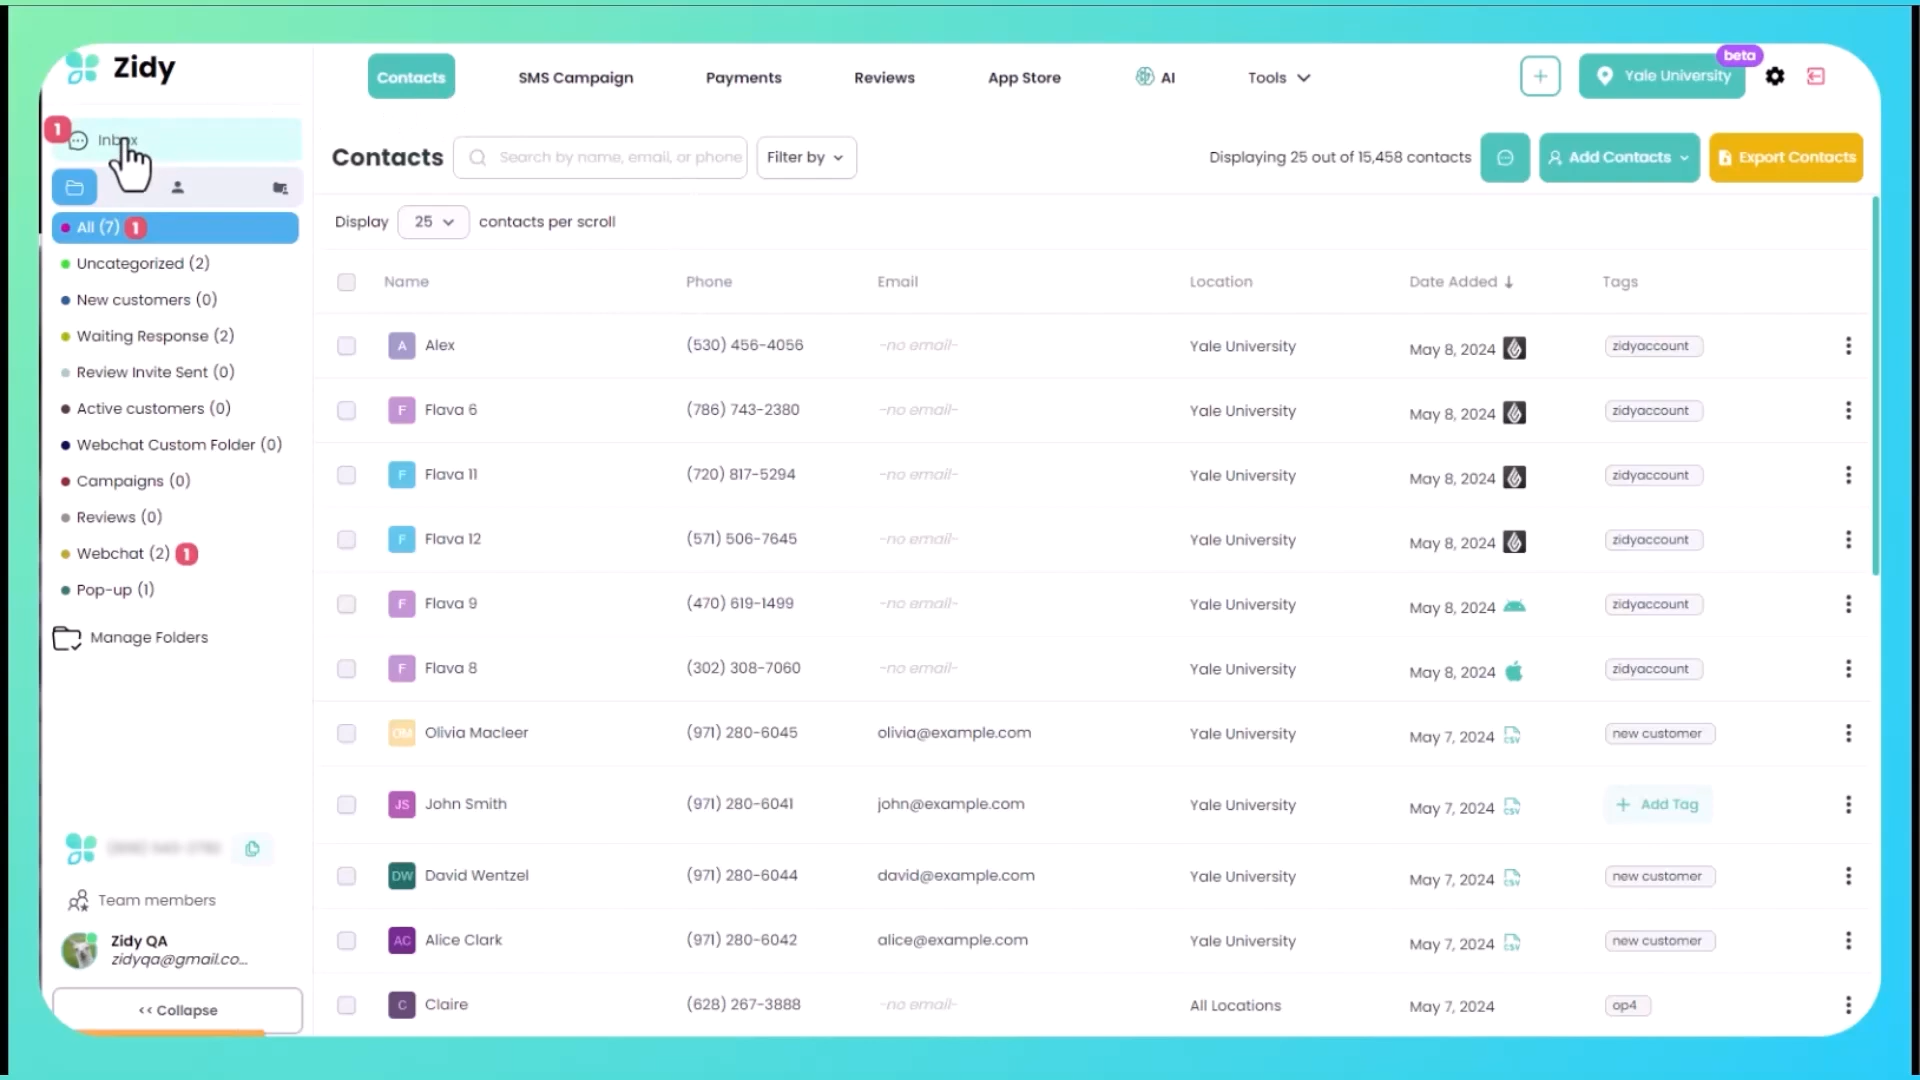 Zidy
Contacts
SMS Campaign
Payments
Reviews
App Store
AI
Tools
beta
Yale University
1
Inbox
All (7) 1
Uncategorized (2)
New customers (0)
Waiting Response (2)
Review Invite Sent (0)
Active customers (0)
Webchat Custom Folder (0)
Campaigns (0)
Reviews (0)
Webchat (2) 1
Pop-up (1)
Manage Folders
Team members
Zidy QA
zidyqa@gmail.co...
<< Collapse
Contacts
Search by name, email, or phone
Filter by
Displaying 25 out of 15,458 contacts
Add Contacts
Export Contacts
Display 25 contacts per scroll
Name Phone Email Location Date Added ↓ Tags
A Alex (530) 456-4056 -no email- Yale University May 8, 2024 zidyaccount
F Flava 6 (786) 743-2380 -no email- Yale University May 8, 2024 zidyaccount
F Flava 11 (720) 817-5294 -no email- Yale University May 8, 2024 zidyaccount
F Flava 12 (571) 506-7645 -no email- Yale University May 8, 2024 zidyaccount
F Flava 9 (470) 619-1499 -no email- Yale University May 8, 2024 zidyaccount
F Flava 8 (302) 308-7060 -no email- Yale University May 8, 2024 zidyaccount
OM Olivia Macleer (971) 280-6045 olivia@example.com Yale University May 7, 2024 CSV new customer
JS John Smith (971) 280-6041 john@example.com Yale University May 7, 2024 CSV + Add Tag
DW David Wentzel (971) 280-6044 david@example.com Yale University May 7, 2024 CSV new customer
AC Alice Clark (971) 280-6042 alice@example.com Yale University May 7, 2024 CSV new customer
C Claire (628) 267-3888 -no email- All Locations May 7, 2024 op4